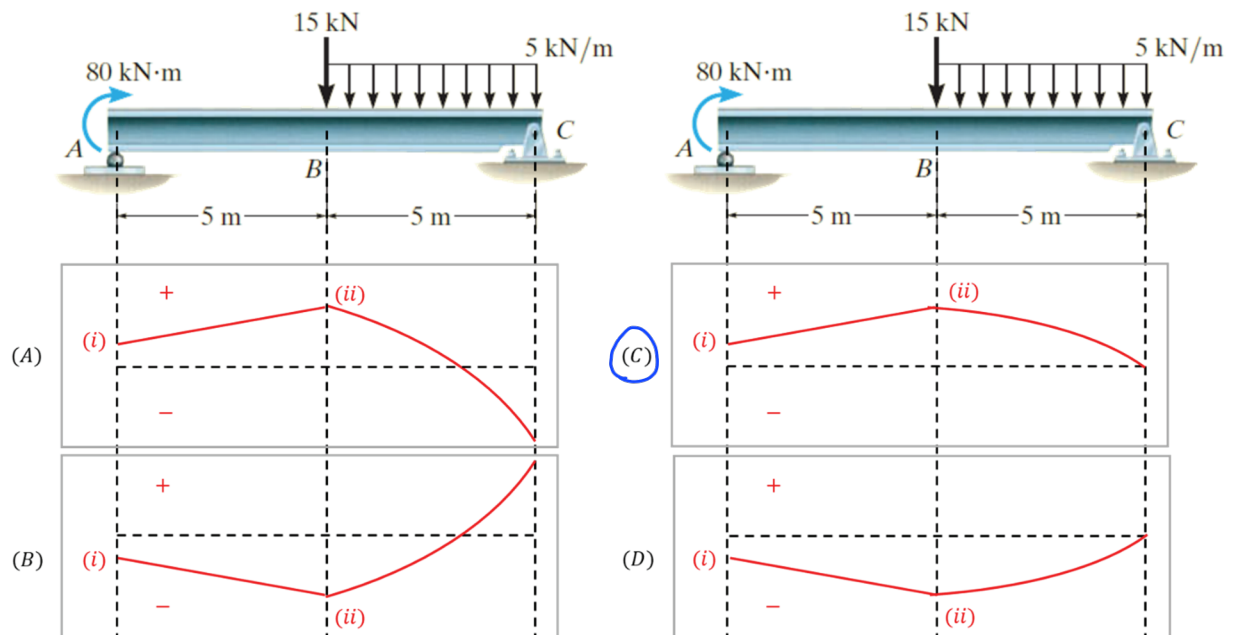 15 kN
5 kN/m
80 kN·m
A
B
C
5 m
5 m
15 kN
5 kN/m
80 kN·m
A
B
C
5 m
5 m
(A)
+
(i)
(ii)
−
(C)
+
(i)
(ii)
−
(B)
+
(i)
(ii)
−
(D)
+
(i)
(ii)
−